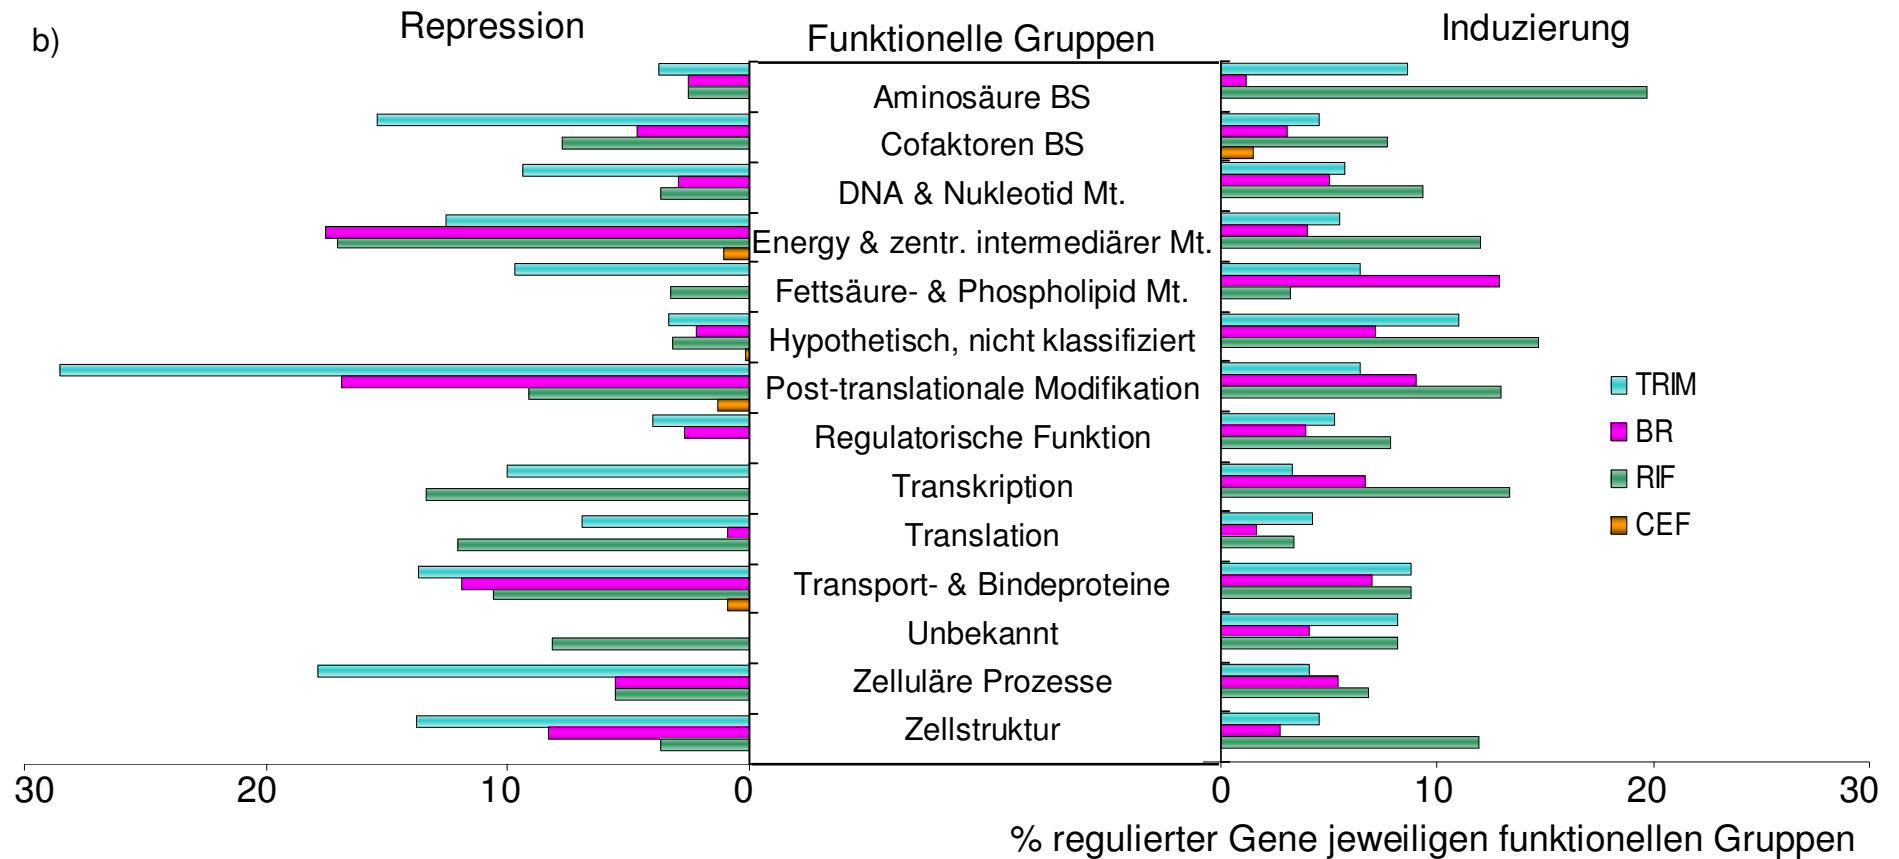 b)
Repression
Funktionelle Gruppen
Induzierung
Aminosäure BS
Cofaktoren BS
DNA & Nukleotid Mt.
Energy & zentr. intermediärer Mt.
Fettsäure- & Phospholipid Mt.
Hypothetisch, nicht klassifiziert
Post-translationale Modifikation
Regulatorische Funktion
Transkription
Translation
Transport- & Bindeproteine
Unbekannt
Zelluläre Prozesse
Zellstruktur
TRIM
BR
RIF
CEF
30 20 10 0 0 10 20 30
% regulierter Gene jeweiligen funktionellen Gruppen